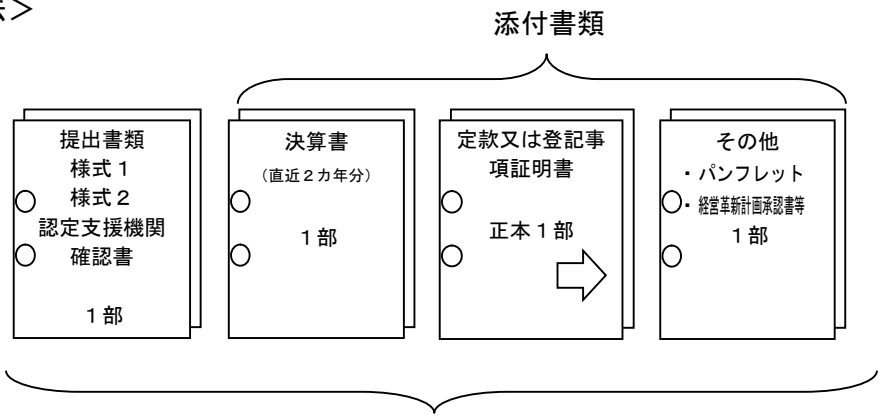 添付書類
提出書類
様式１
様式２
認定支援機関
確認書
１部
決算書
（直近２カ年分）
１部
定款又は登記事
項証明書
正本１部
その他
・パンフレット
・経営革新計画承認書等
１部